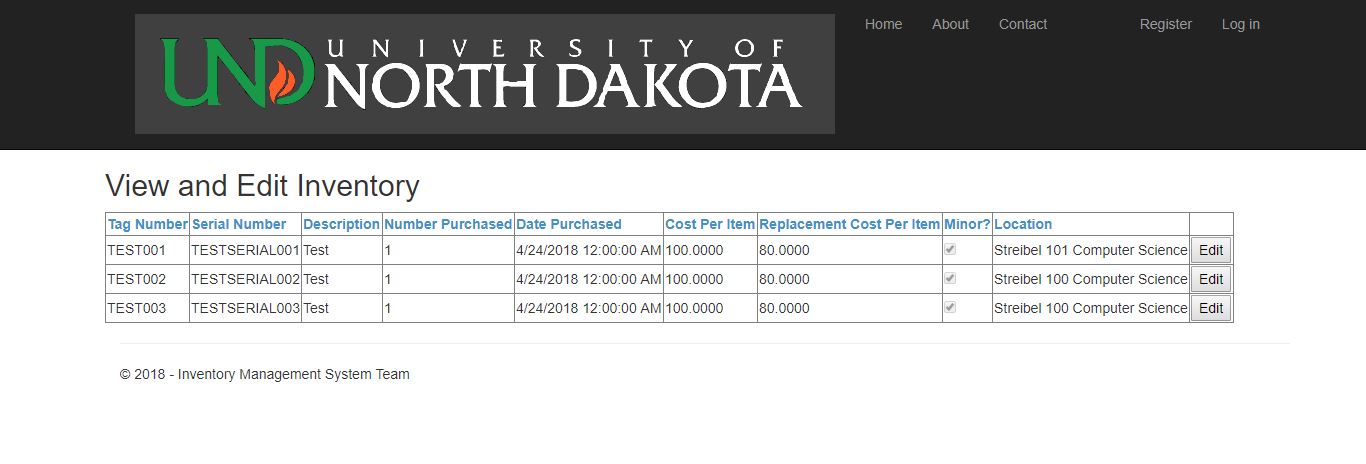 UND UNIVERSITY OF NORTH DAKOTA
Home About Contact Register Log in
View and Edit Inventory
Tag Number Serial Number Description Number Purchased Date Purchased Cost Per Item Replacement Cost Per Item Minor? Location
TEST001 TESTSERIAL001 Test 1 4/24/2018 12:00:00 AM 100.0000 80.0000 Streibel 101 Computer Science Edit
TEST002 TESTSERIAL002 Test 1 4/24/2018 12:00:00 AM 100.0000 80.0000 Streibel 100 Computer Science Edit
TEST003 TESTSERIAL003 Test 1 4/24/2018 12:00:00 AM 100.0000 80.0000 Streibel 100 Computer Science Edit
© 2018 - Inventory Management System Team